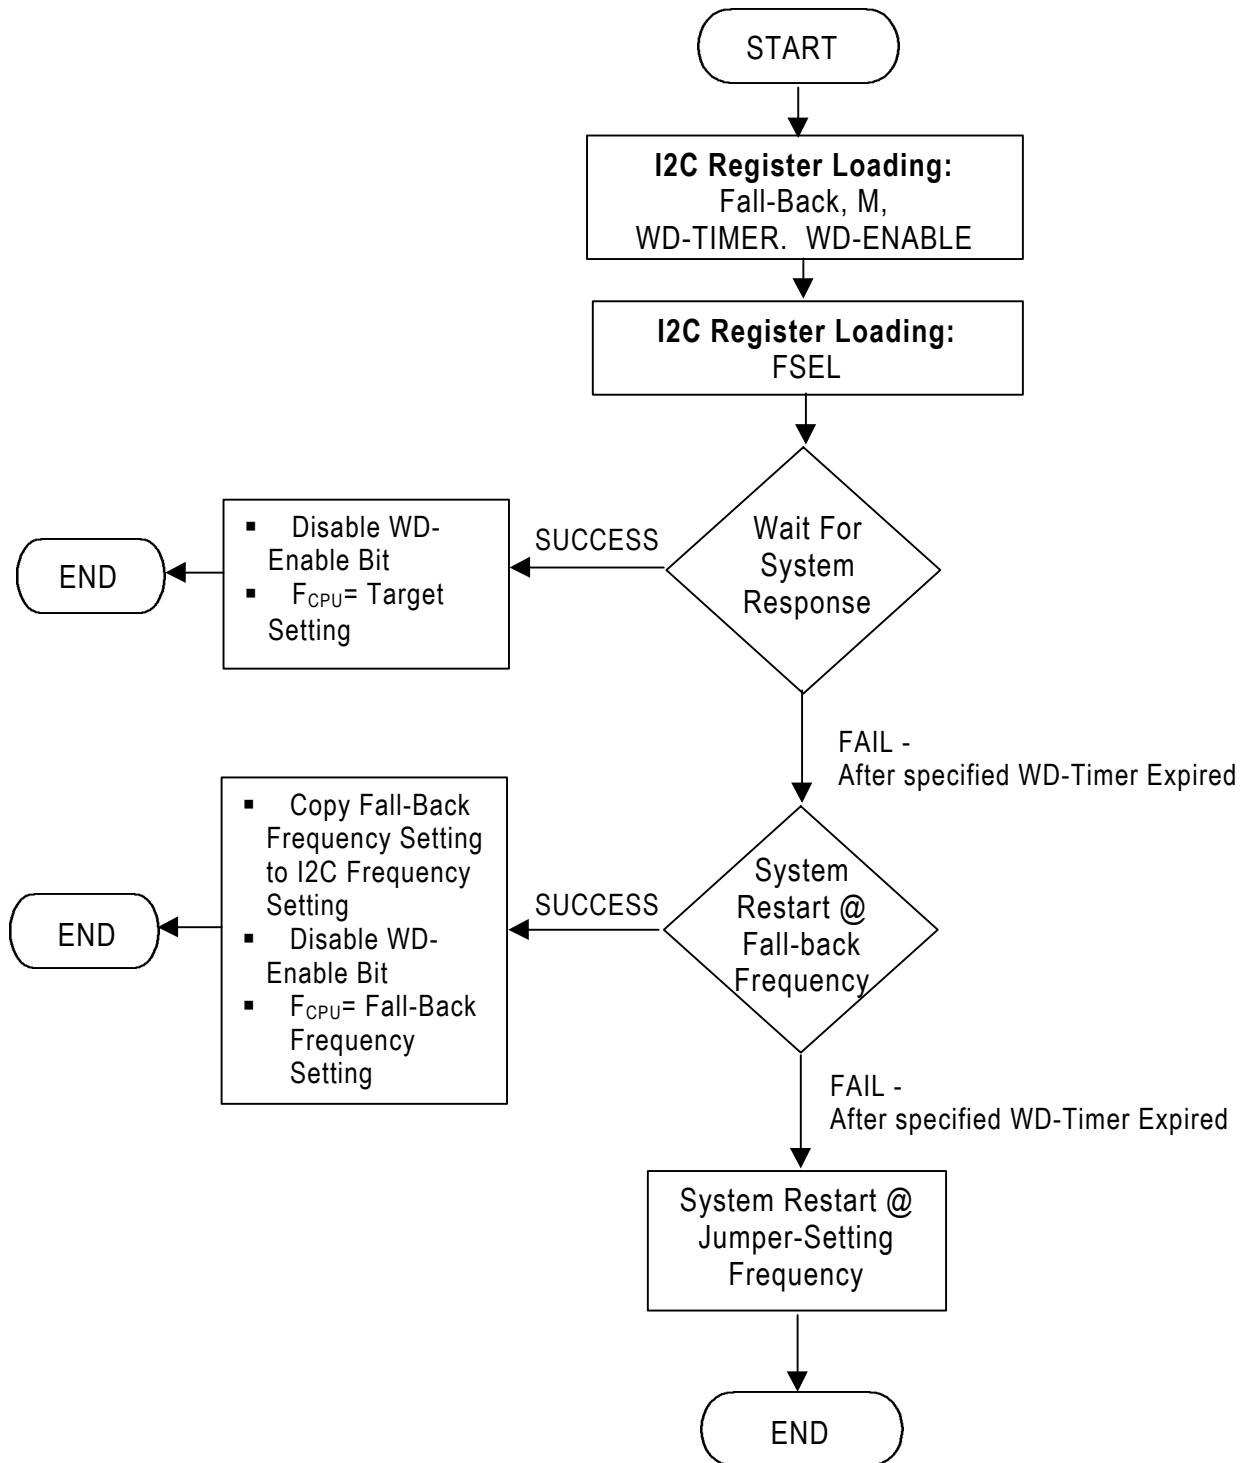 START
I2C Register Loading:
Fall-Back, M,
WD-TIMER.  WD-ENABLE
I2C Register Loading:
FSEL
Wait For
System
Response
SUCCESS
▪ Disable WD-
Enable Bit
▪ FCPU= Target
Setting
END
FAIL -
After specified WD-Timer Expired
System
Restart @
Fall-back
Frequency
SUCCESS
▪ Copy Fall-Back
Frequency Setting
to I2C Frequency
Setting
▪ Disable WD-
Enable Bit
▪ FCPU= Fall-Back
Frequency
Setting
END
FAIL -
After specified WD-Timer Expired
System Restart @
Jumper-Setting
Frequency
END